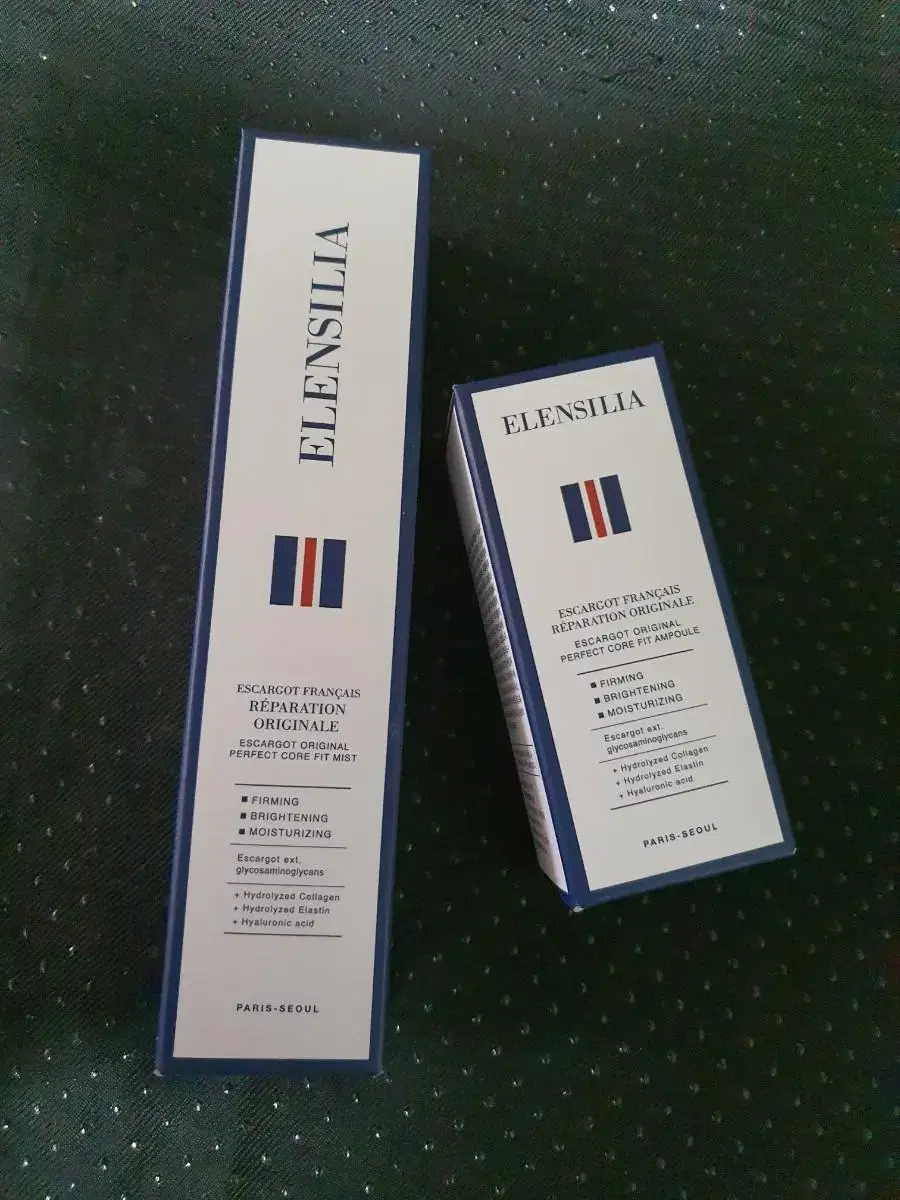 ELENSILIA
ESCARGOT FRANÇAIS
RÉPARATION
ORIGINALE
ESCARGOT ORIGINAL
PERFECT CORE FIT MIST
FIRMING
BRIGHTENING
MOISTURIZING
Escargot ext.
glycosaminoglycans
+ Hydrolyzed Collagen
+ Hydrolyzed Elastin
+ Hyaluronic acid
PARIS-SEOUL
ELENSILIA
ESCARGOT FRANÇAIS
RÉPARATION ORIGINALE
ESCARGOT ORIGINAL
PERFECT CORE FIT AMPOULE
FIRMING
BRIGHTENING
MOISTURIZING
Escargot ext.
glycosaminoglycans
+ Hydrolyzed Collagen
+ Hydrolyzed Elastin
+ Hyaluronic acid
PARIS-SEOUL